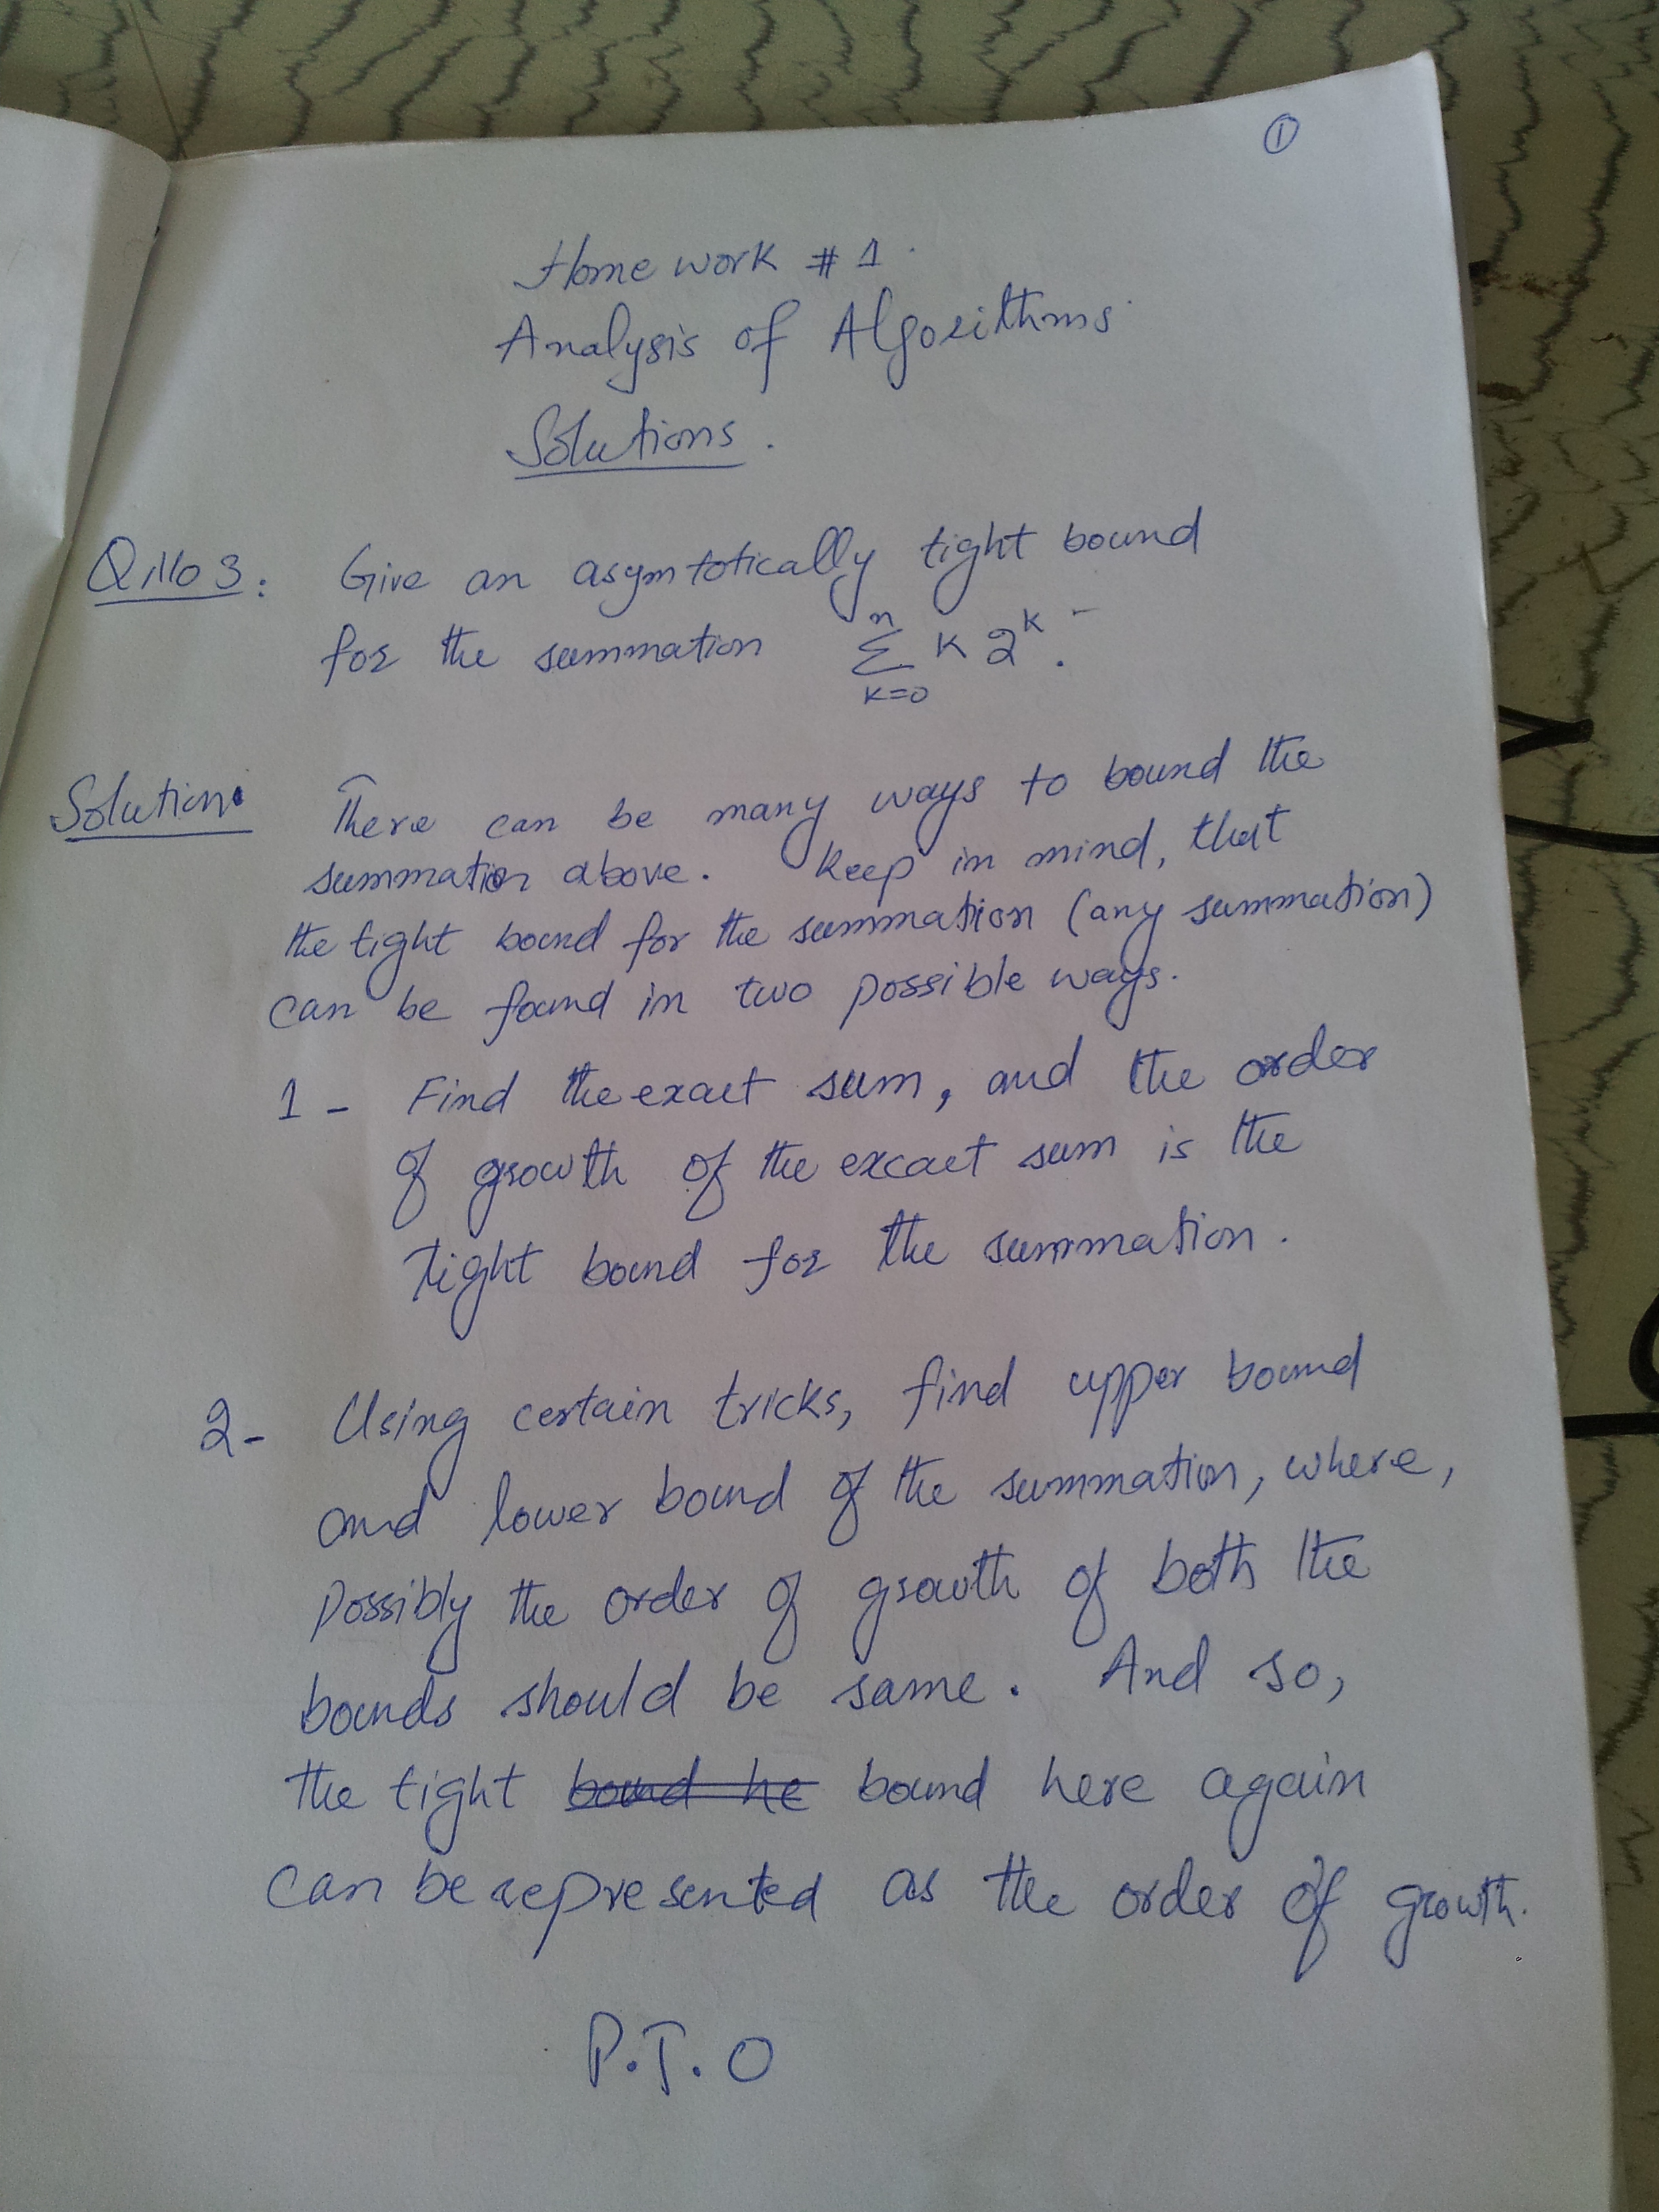 ①
Home work # 1.
Analysis of Algorithms
Solutions.
Q:1b3: Give an asymtotically tight bound
for the summation n Σ k=0 k 2^k.
Solution: There can be many ways to bound the
summation above. Keep in mind, that
the tight bound for the summation (any summation)
can be found in two possible ways.
1- Find the exact sum, and the order
of growth of the exact sum is the
tight bound for the summation.
2- Using certain tricks, find upper bound
and lower bound of the summation, where,
possibly the order of growth of both the
bounds should be same. And so,
the tight bound he bound here again
can be represented as the order of growth.
P.T.O